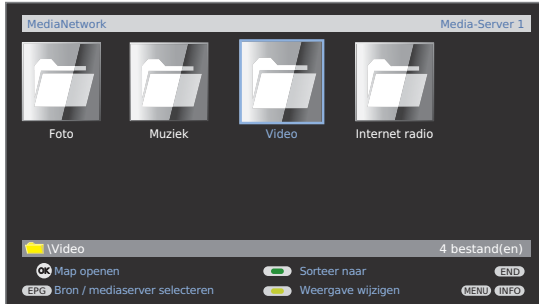 MediaNetwork Media-Server 1
Foto Muziek Video Internet radio
\Video 4 bestand(en)
OK Map openen Sorteer naar END
EPG Bron / mediaserver selecteren Weergave wijzigen MENU INFO